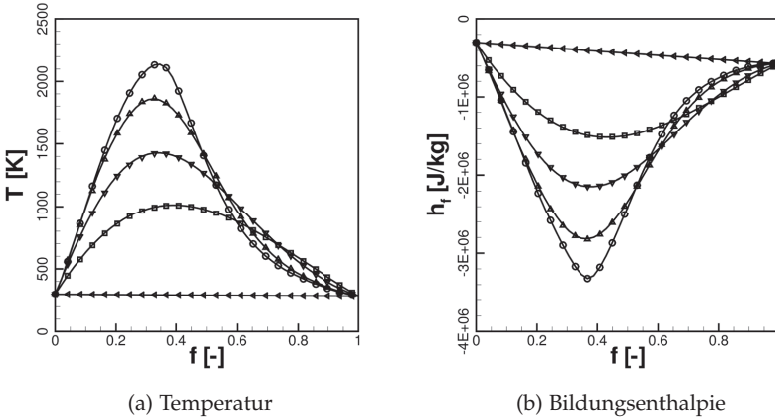 T [K]
2500
2000
1500
1000
500
0
0
0.2
0.4
0.6
0.8
1
f [-]
(a) Temperatur
h_f [J/kg]
0
-1E+06
-2E+06
-3E+06
-4E+06
0
0.2
0.4
0.6
0.8
f [-]
(b) Bildungsenthalpie